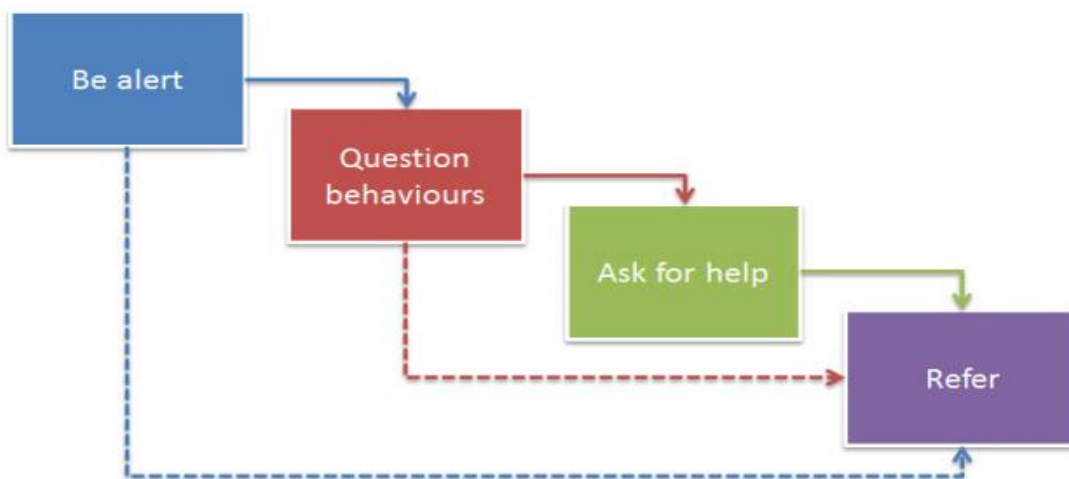 Be alert
Question
behaviours
Ask for help
Refer